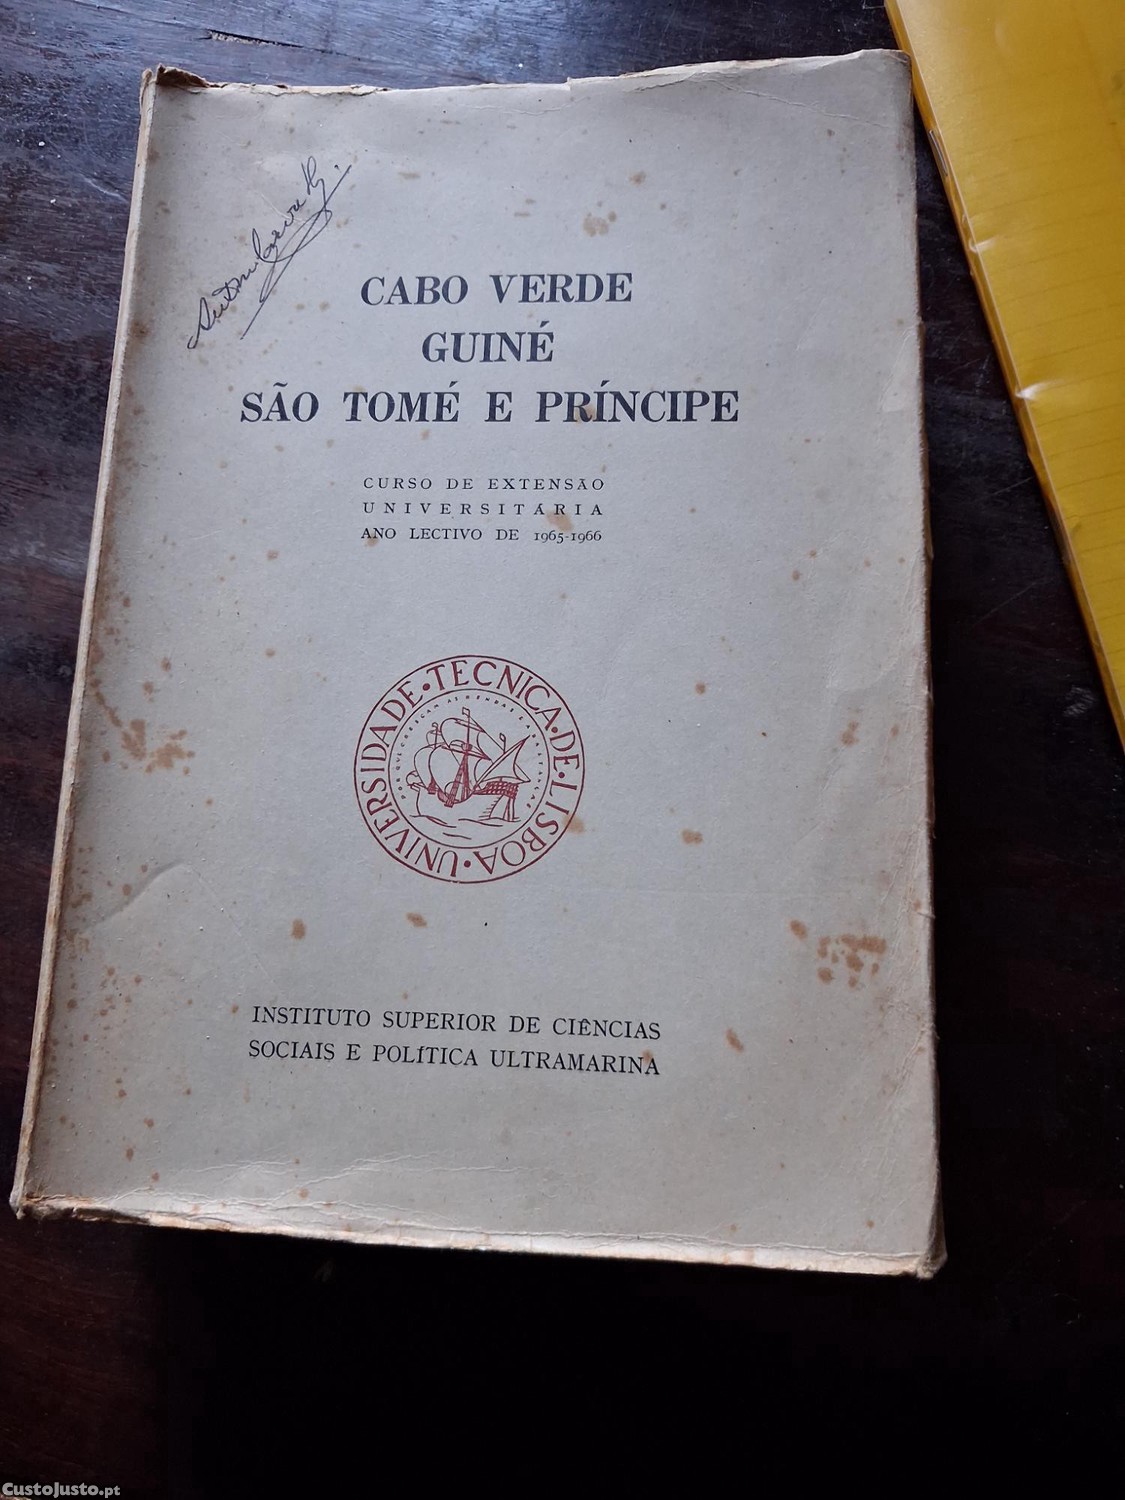 CABO VERDE
GUINÉ
SÃO TOMÉ E PRÍNCIPE
CURSO DE EXTENSÃO
UNIVERSITÁRIA
ANO LECTIVO DE 1965-1966
UNIVERSIDADE·TECNICA·DE·LISBOA·
INSTITUTO SUPERIOR DE CIÊNCIAS
SOCIAIS E POLÍTICA ULTRAMARINA
CustoJusto.pt